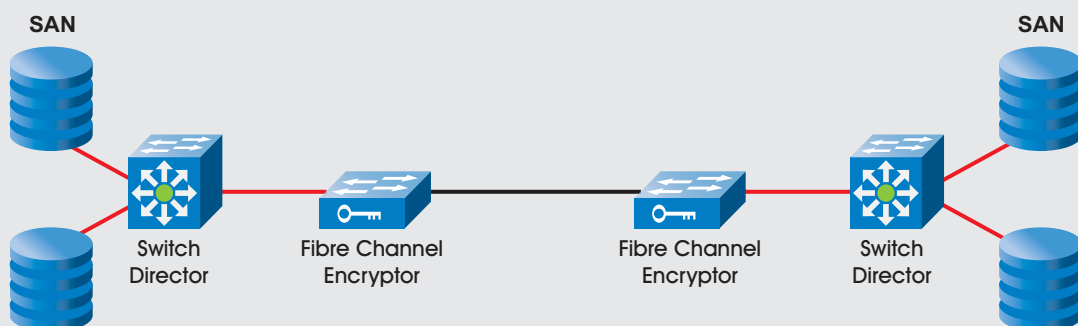 SAN
SAN
Switch
Director
Fibre Channel
Encryptor
Fibre Channel
Encryptor
Switch
Director